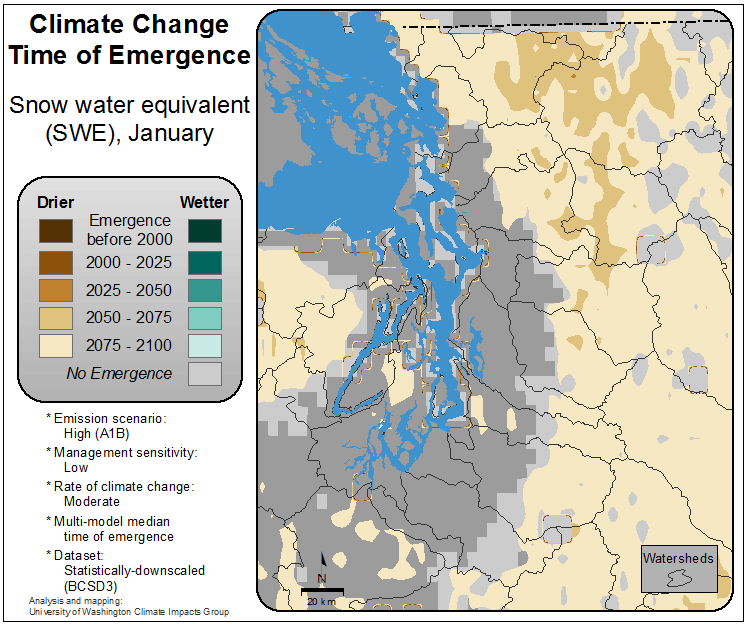 Climate Change
Time of Emergence
Snow water equivalent
(SWE), January
Drier Wetter
Emergence
before 2000
2000 - 2025
2025 - 2050
2050 - 2075
2075 - 2100
No Emergence
* Emission scenario:
High (A1B)
* Management sensitivity:
Low
* Rate of climate change:
Moderate
* Multi-model median
time of emergence
* Dataset:
Statistically-downscaled
(BCSD3)
Analysis and mapping:
University of Washington Climate Impacts Group
N
20 km
Watersheds